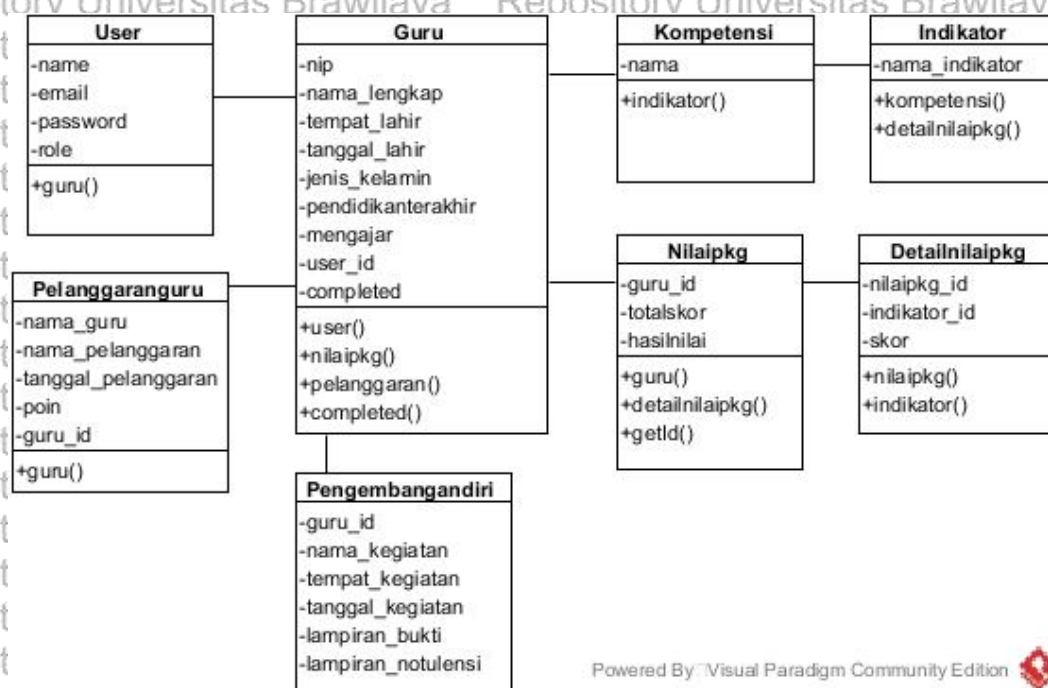 tory Universitas Brawijaya Repository Universitas Brawijay
User
-name
-email
-password
-role
+guru()
Guru
-nip
-nama_lengkap
-tempat_lahir
-tanggal_lahir
-jenis_kelamin
-pendidikanterakhir
-mengajar
-user_id
-completed
+user()
+nilaipkg()
+pelanggaran()
+completed()
Kompetensi
-nama
+indikator()
Indikator
-nama_indikator
+kompetensi()
+detailnilaipkg()
Pelanggaranguru
-nama_guru
-nama_pelanggaran
-tanggal_pelanggaran
-poin
-guru_id
+guru()
Nilaipkg
-guru_id
-totalskor
-hasilnilai
+guru()
+detailnilaipkg()
+getId()
Detailnilaipkg
-nilaipkg_id
-indikator_id
-skor
+nilaipkg()
+indikator()
Pengembangandiri
-guru_id
-nama_kegiatan
-tempat_kegiatan
-tanggal_kegiatan
-lampiran_bukti
-lampiran_notulensi
Powered By Visual Paradigm Community Edition